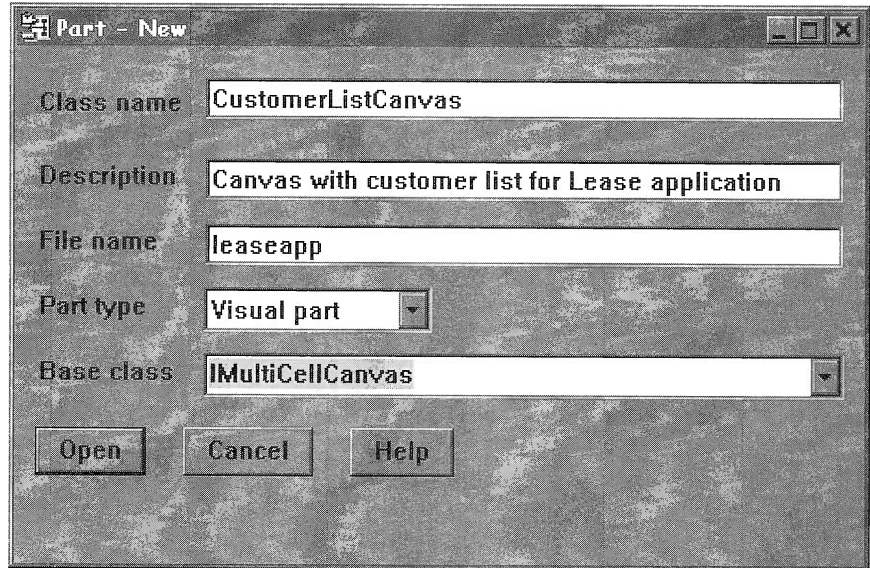 Part - New
Class name CustomerListCanvas
Description Canvas with customer list for Lease application
File name leaseapp
Part type Visual part
Base class IMultiCellCanvas
Open Cancel Help